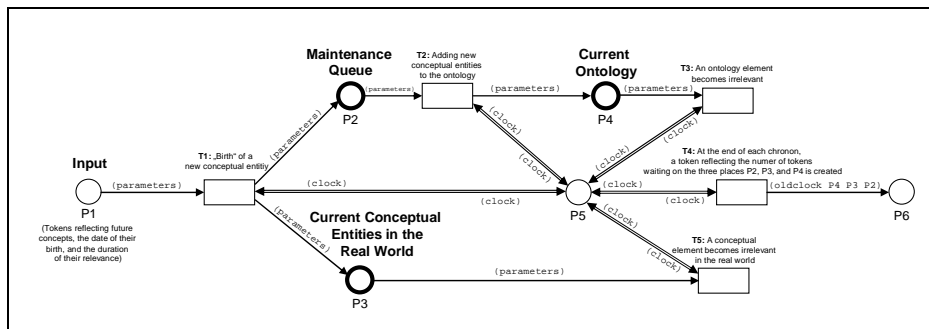 Maintenance
Queue
T2: Adding new
conceptual entities
to the ontology
Current
Ontology
T3: An ontology element
becomes irrelevant
(parameters)
(parameters)
(parameters)
P2
P4
(parameters)
(clock)
(clock)
(clock)
(clock)
Input
T1: „Birth“ of a
new conceptual entity
T4: At the end of each chronon,
a token reflecting the numer of tokens
waiting on the three places P2, P3, and P4 is created
(parameters)
(clock)
(clock)
(clock)
(clock)
(oldclock P4 P3 P2)
P1
P5
P6
(Tokens reflecting future
concepts, the date of their
birth, and the duration
of their relevance)
(parameters)
Current Conceptual
Entities in the
Real World
(clock)
(clock)
T5: A conceptual
element becomes irrelevant
in the real world
(parameters)
P3